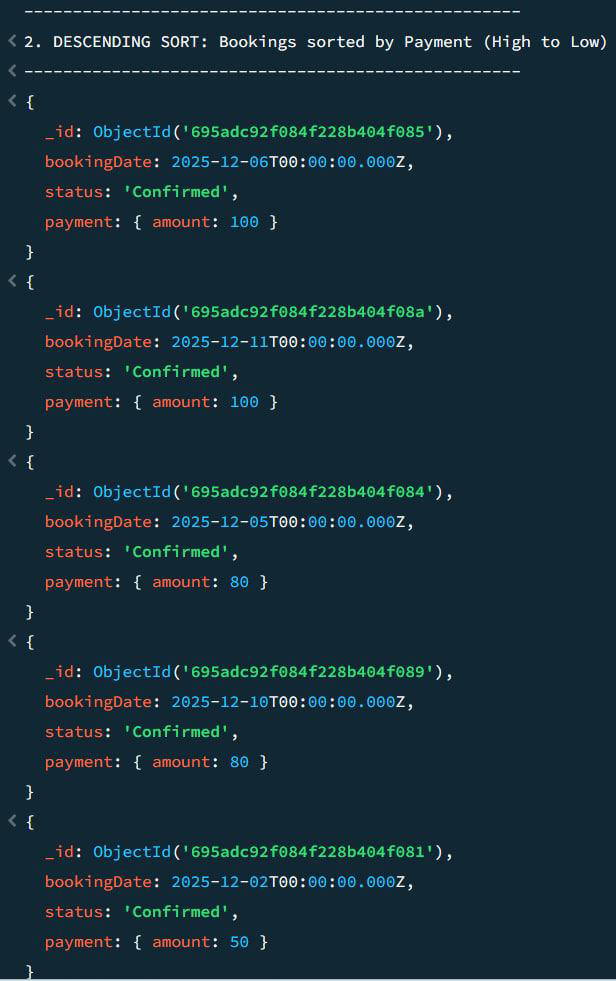 ----------------------------------------------------
< 2. DESCENDING SORT: Bookings sorted by Payment (High to Low)
< ----------------------------------------------------
< {
    _id: ObjectId('695adc92f084f228b404f085'),
    bookingDate: 2025-12-06T00:00:00.000Z,
    status: 'Confirmed',
    payment: { amount: 100 }
  }
< {
    _id: ObjectId('695adc92f084f228b404f08a'),
    bookingDate: 2025-12-11T00:00:00.000Z,
    status: 'Confirmed',
    payment: { amount: 100 }
  }
< {
    _id: ObjectId('695adc92f084f228b404f084'),
    bookingDate: 2025-12-05T00:00:00.000Z,
    status: 'Confirmed',
    payment: { amount: 80 }
  }
< {
    _id: ObjectId('695adc92f084f228b404f089'),
    bookingDate: 2025-12-10T00:00:00.000Z,
    status: 'Confirmed',
    payment: { amount: 80 }
  }
< {
    _id: ObjectId('695adc92f084f228b404f081'),
    bookingDate: 2025-12-02T00:00:00.000Z,
    status: 'Confirmed',
    payment: { amount: 50 }
  }